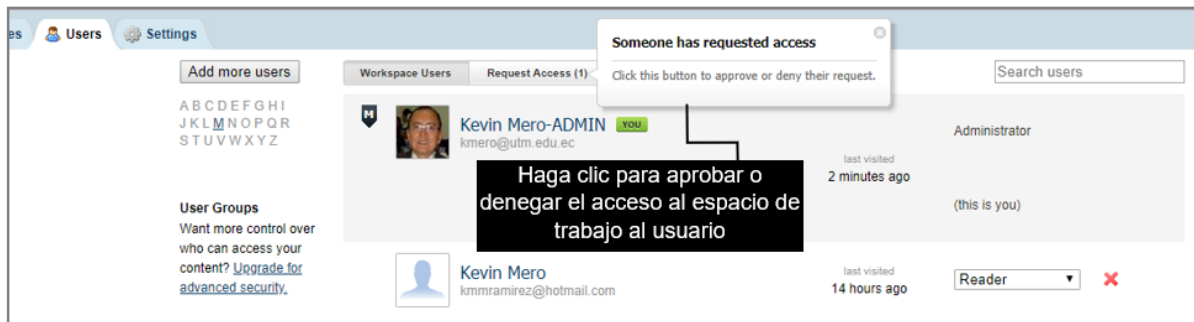 es
Users
Settings
Someone has requested access
Click this button to approve or deny their request.
Add more users
Workspace Users
Request Access (1)
Search users
A B C D E F G H I
J K L M N O P Q R
S T U V W X Y Z
M
Kevin Mero-ADMIN YOU
kmero@utm.edu.ec
Administrator
last visited
2 minutes ago
(this is you)
Haga clic para aprobar o
denegar el acceso al espacio de
trabajo al usuario
User Groups
Want more control over
who can access your
content? Upgrade for
advanced security.
Kevin Mero
kmmramirez@hotmail.com
last visited
14 hours ago
Reader